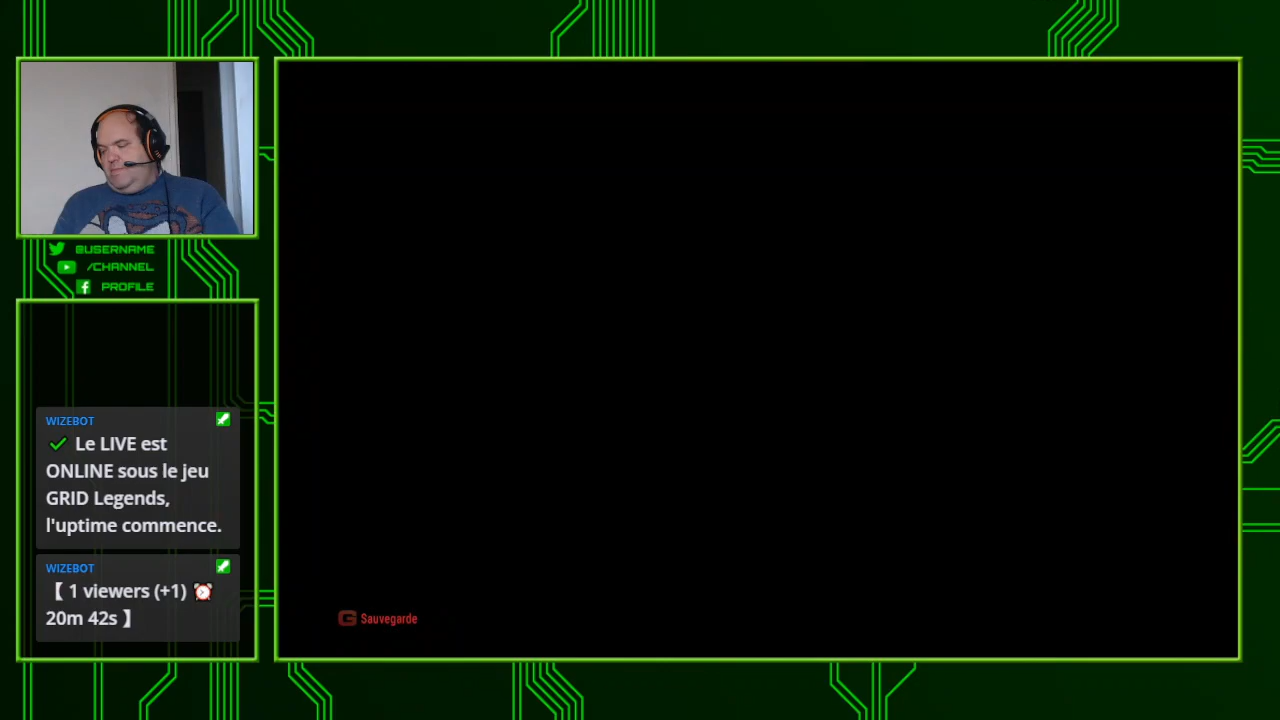 @USERNAME
/CHANNEL
PROFILE
WIZEBOT
Le LIVE est
ONLINE sous le jeu
GRID Legends,
l'uptime commence.
WIZEBOT
【 1 viewers (+1) ⏰
20m 42s 】
Sauvegarde